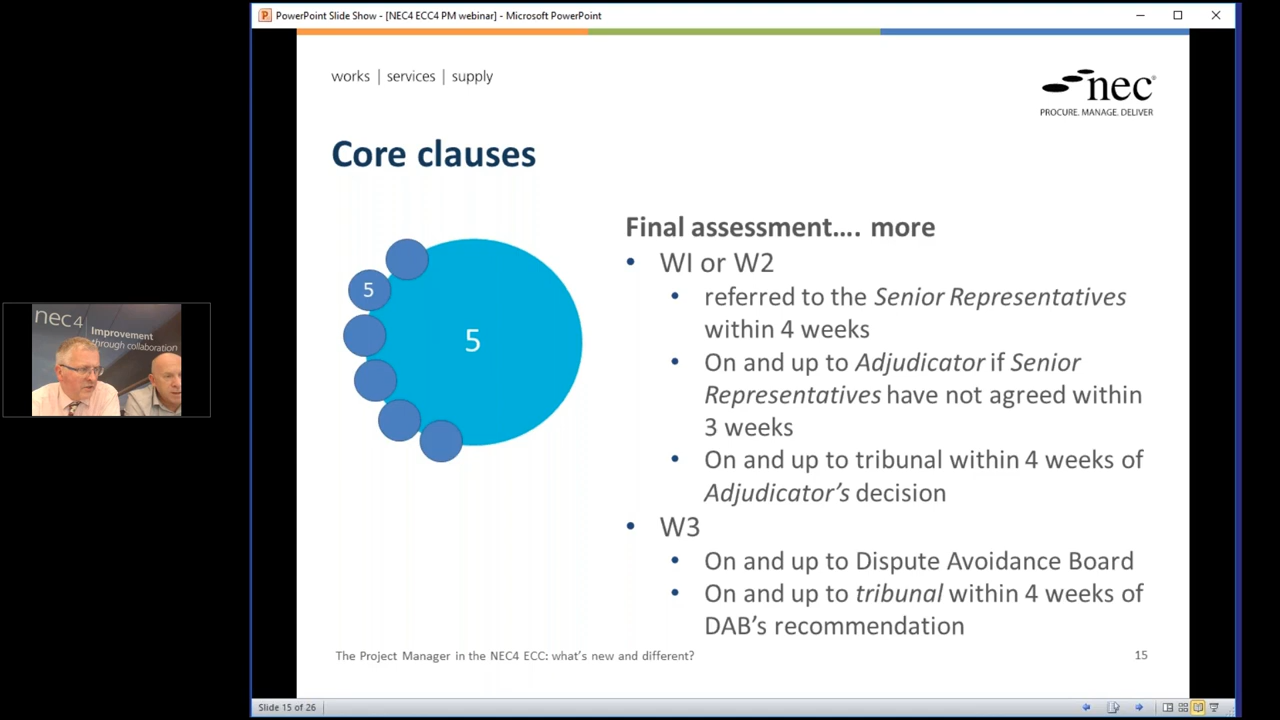 PowerPoint Slide Show - [NEC4 ECC4 PM webinar] - Microsoft PowerPoint
works | services | supply
nec®
PROCURE. MANAGE. DELIVER
Core clauses
5
5
Final assessment.... more
• WI or W2
• referred to the Senior Representatives
within 4 weeks
• On and up to Adjudicator if Senior
Representatives have not agreed within
3 weeks
• On and up to tribunal within 4 weeks of
Adjudicator’s decision
• W3
• On and up to Dispute Avoidance Board
• On and up to tribunal within 4 weeks of
DAB’s recommendation
nec4
Improvement
through collaboration
The Project Manager in the NEC4 ECC: what’s new and different?
15
Slide 15 of 26